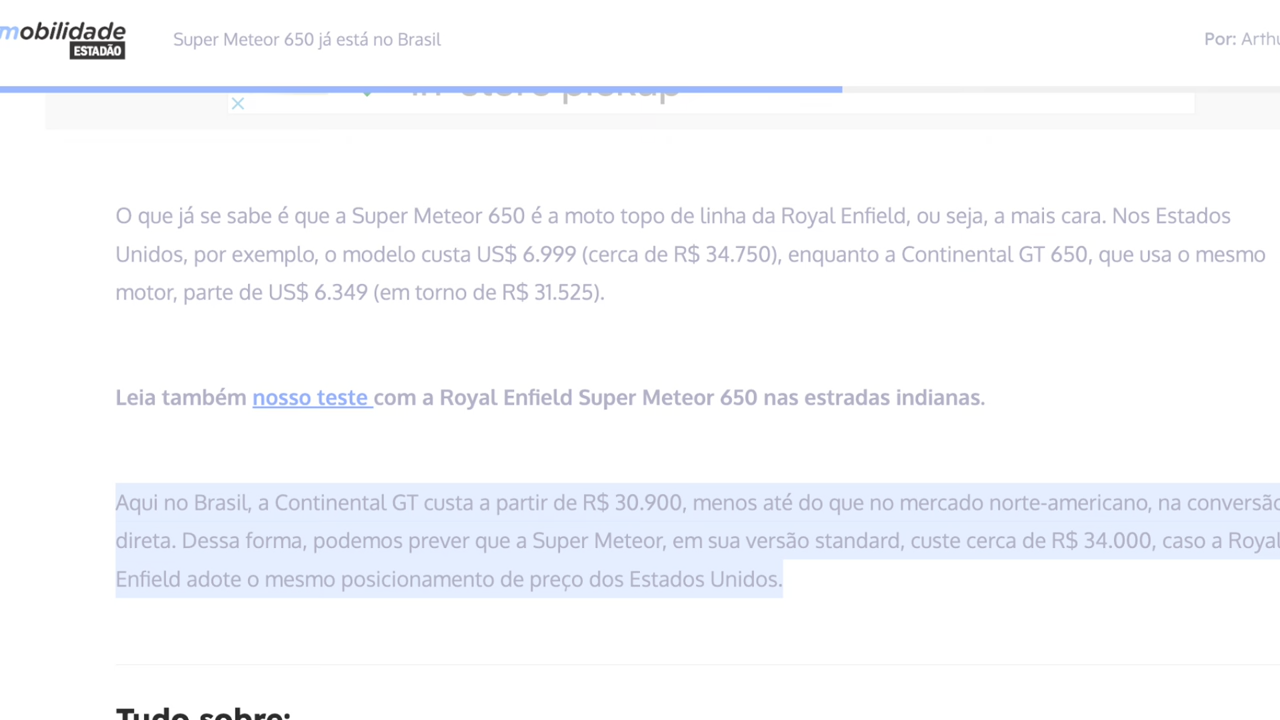 mobilidade
ESTADÃO
Super Meteor 650 já está no Brasil
Por: Arthu
in-store pickup
O que já se sabe é que a Super Meteor 650 é a moto topo de linha da Royal Enfield, ou seja, a mais cara. Nos Estados
Unidos, por exemplo, o modelo custa US$ 6.999 (cerca de R$ 34.750), enquanto a Continental GT 650, que usa o mesmo
motor, parte de US$ 6.349 (em torno de R$ 31.525).
Leia também nosso teste com a Royal Enfield Super Meteor 650 nas estradas indianas.
Aqui no Brasil, a Continental GT custa a partir de R$ 30.900, menos até do que no mercado norte-americano, na conversão
direta. Dessa forma, podemos prever que a Super Meteor, em sua versão standard, custe cerca de R$ 34.000, caso a Royal
Enfield adote o mesmo posicionamento de preço dos Estados Unidos.
Tudo sobre: